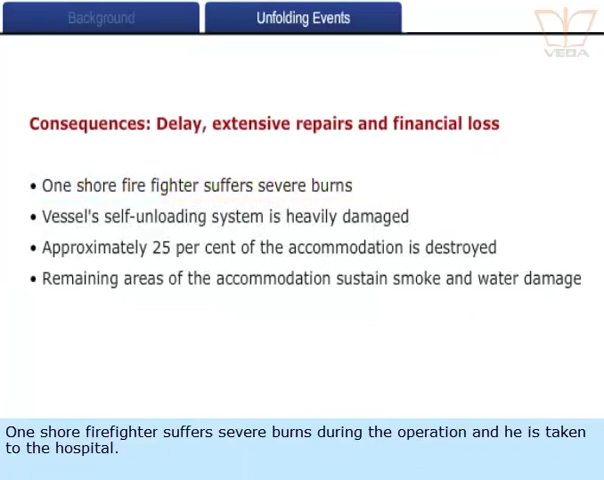 Background
Unfolding Events
VEDA
Consequences: Delay, extensive repairs and financial loss
• One shore fire fighter suffers severe burns
• Vessel's self-unloading system is heavily damaged
• Approximately 25 per cent of the accommodation is destroyed
• Remaining areas of the accommodation sustain smoke and water damage
One shore firefighter suffers severe burns during the operation and he is taken
to the hospital.